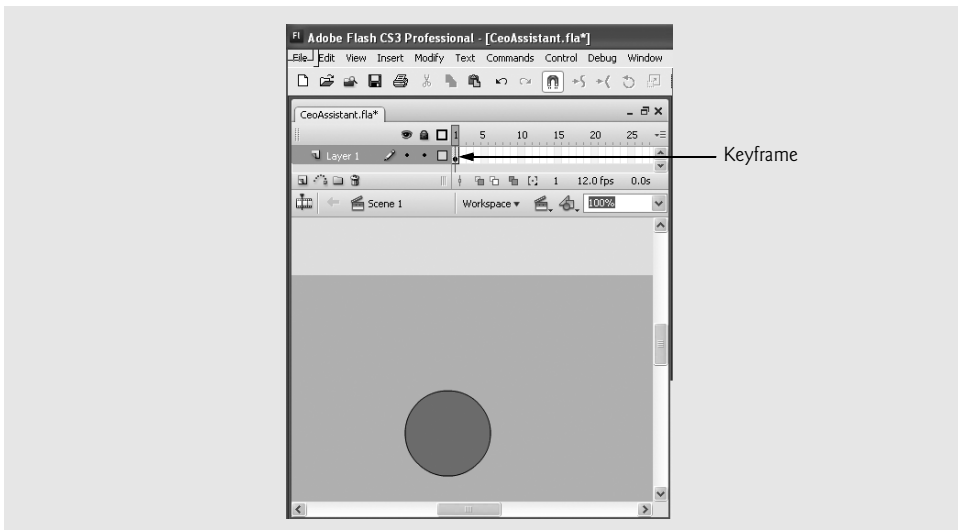 Fl Adobe Flash CS3 Professional - [CeoAssistant.fla*]
File Edit View Insert Modify Text Commands Control Debug Window
CeoAssistant.fla*
1 5 10 15 20 25
Layer 1
Keyframe
1 12.0 fps 0.0s
Scene 1 Workspace 100%